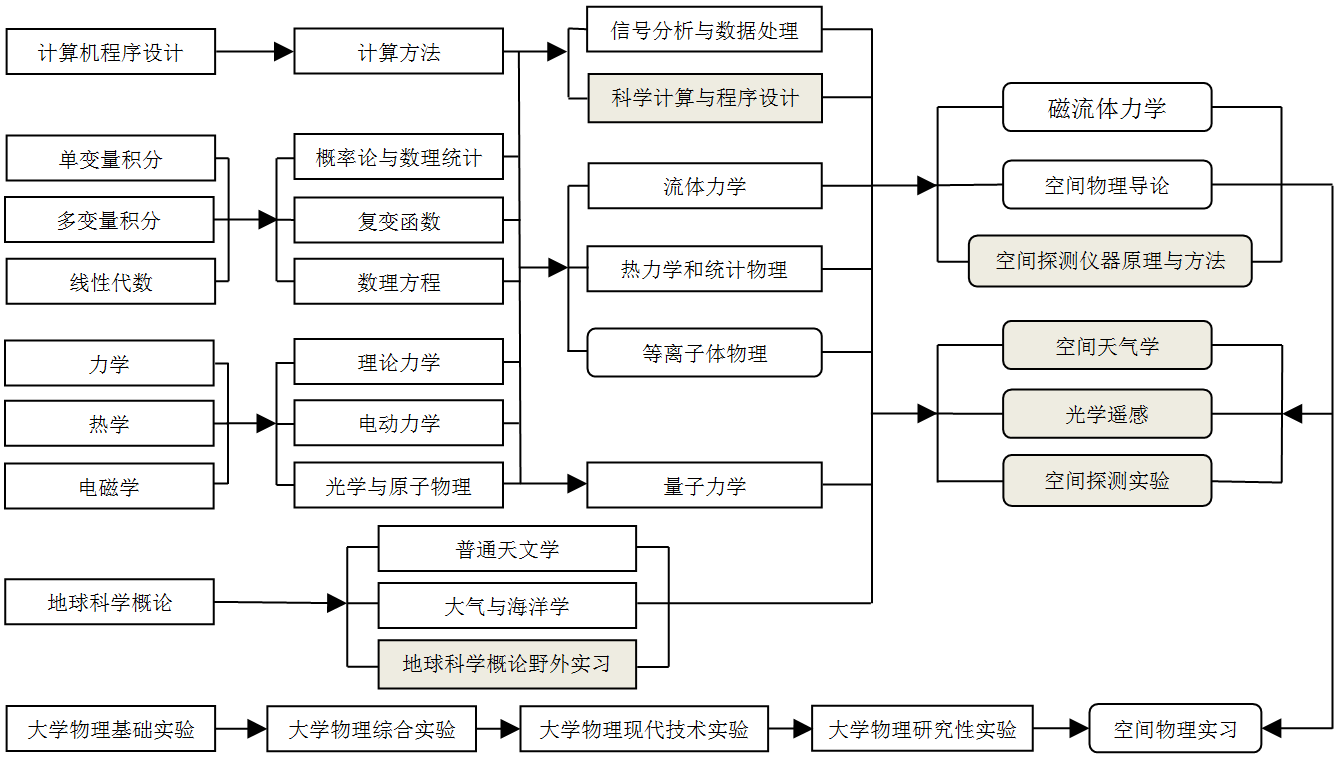 计算机程序设计
计算方法
信号分析与数据处理
科学计算与程序设计
磁流体力学
单变量积分
概率论与数理统计
流体力学
空间物理导论
多变量积分
复变函数
线性代数
数理方程
热力学和统计物理
空间探测仪器原理与方法
力学
理论力学
等离子体物理
空间天气学
热学
电动力学
光学遥感
电磁学
光学与原子物理
量子力学
空间探测实验
普通天文学
地球科学概论
大气与海洋学
地球科学概论野外实习
大学物理基础实验
大学物理综合实验
大学物理现代技术实验
大学物理研究性实验
空间物理实习